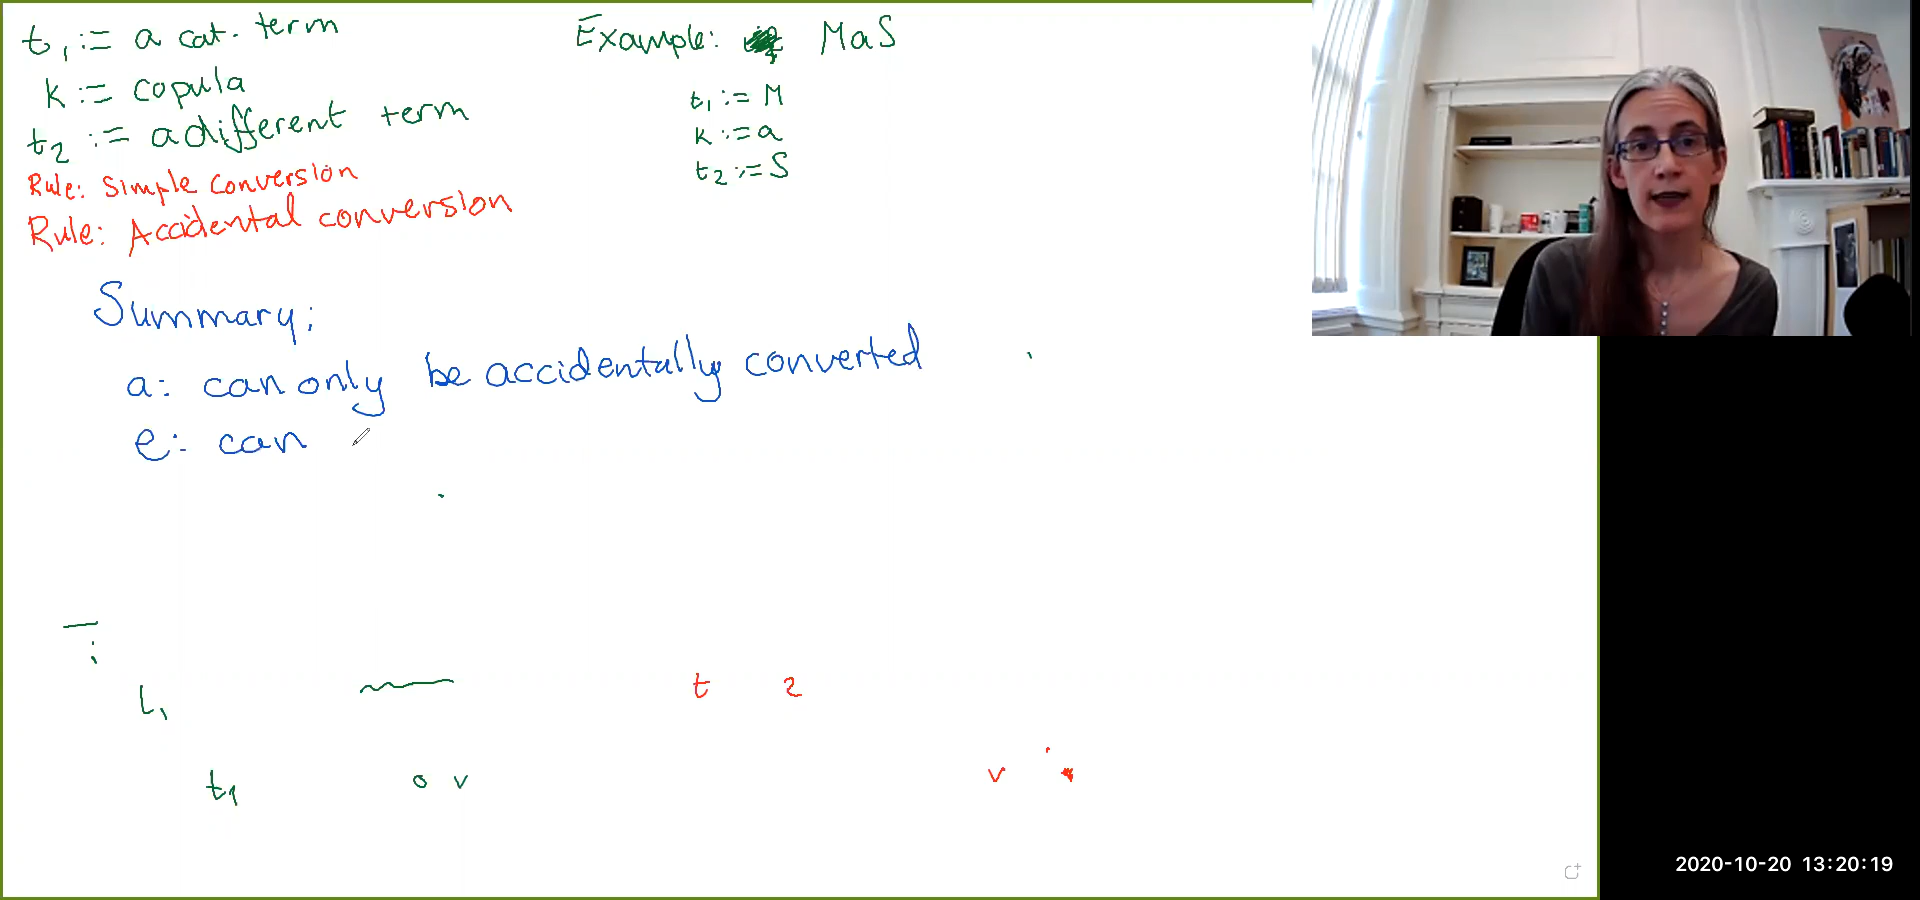 t₁ := a cat. term
k := copula
t₂ := a different term
Rule: Simple conversion
Rule: Accidental conversion
Example: MaS
t₁ := M
k := a
t₂ := S
Summary:
a: can only be accidentally converted
e: can
t 2
t₁ o v
v
2020-10-20 13:20:19